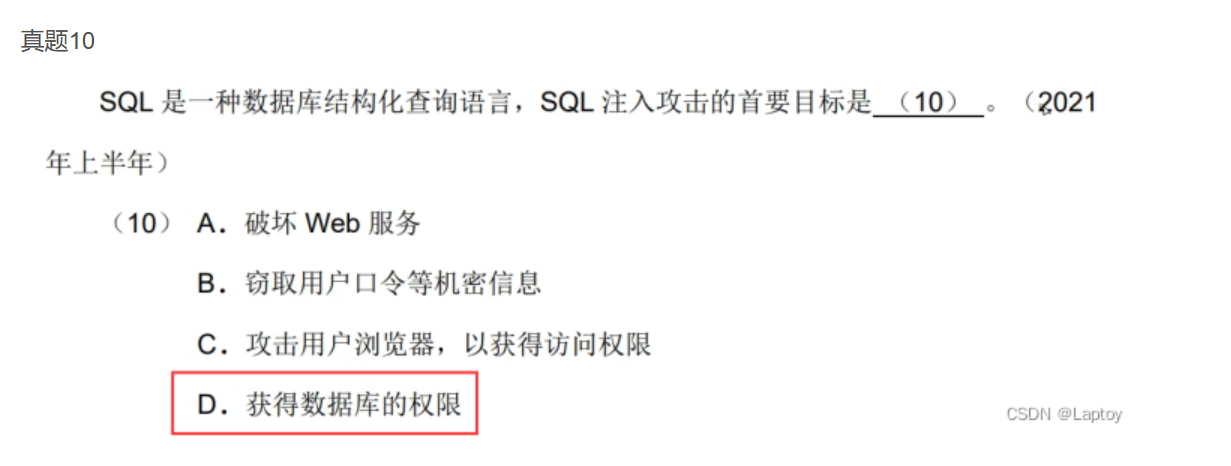 真题10
SQL 是一种数据库结构化查询语言，SQL 注入攻击的首要目标是 （10） 。（2021
年上半年）
（10） A．破坏 Web 服务
B．窃取用户口令等机密信息
C．攻击用户浏览器，以获得访问权限
D．获得数据库的权限
CSDN @Laptoy